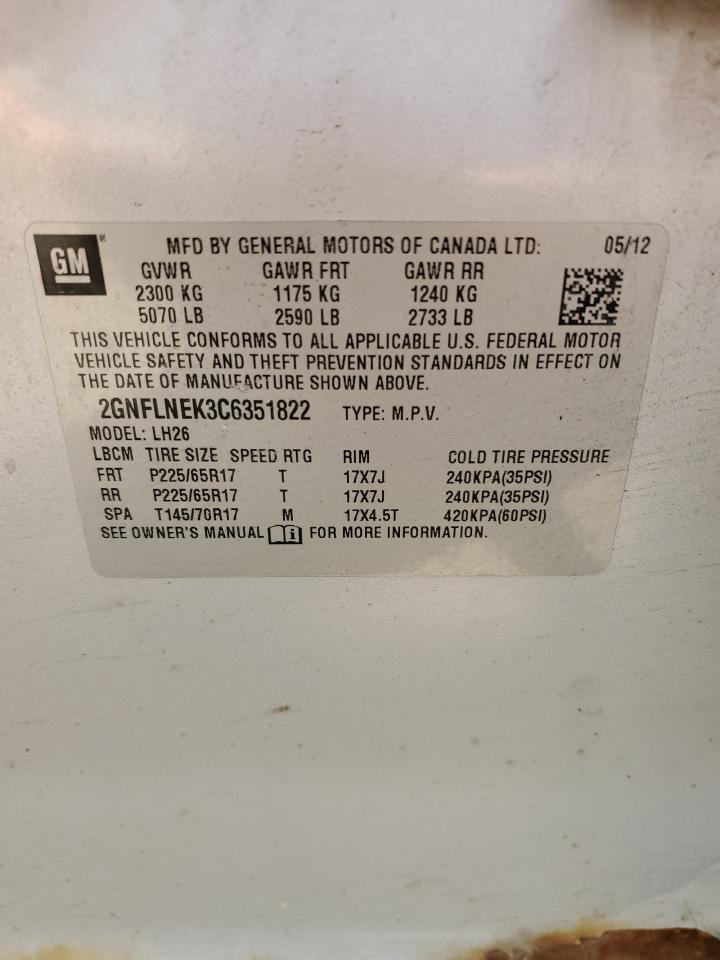 GM ®
MFD BY GENERAL MOTORS OF CANADA LTD: 05/12
GVWR GAWR FRT GAWR RR
2300 KG 1175 KG 1240 KG
5070 LB 2590 LB 2733 LB
THIS VEHICLE CONFORMS TO ALL APPLICABLE U.S. FEDERAL MOTOR
VEHICLE SAFETY AND THEFT PREVENTION STANDARDS IN EFFECT ON
THE DATE OF MANUFACTURE SHOWN ABOVE.
2GNFLNEK3C6351822 TYPE: M.P.V.
MODEL: LH26
LBCM TIRE SIZE SPEED RTG RIM COLD TIRE PRESSURE
FRT P225/65R17 T 17X7J 240KPA(35PSI)
RR P225/65R17 T 17X7J 240KPA(35PSI)
SPA T145/70R17 M 17X4.5T 420KPA(60PSI)
SEE OWNER'S MANUAL FOR MORE INFORMATION.